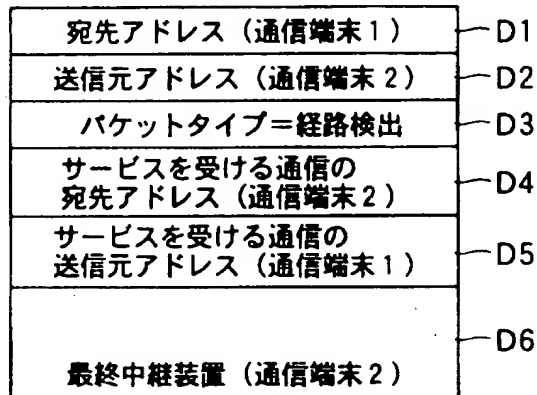 宛先アドレス（通信端末1） D1
送信元アドレス（通信端末2） D2
パケットタイプ＝経路検出 D3
サービスを受ける通信の
宛先アドレス（通信端末2） D4
サービスを受ける通信の
送信元アドレス（通信端末1） D5
D6
最終中継装置（通信端末2）